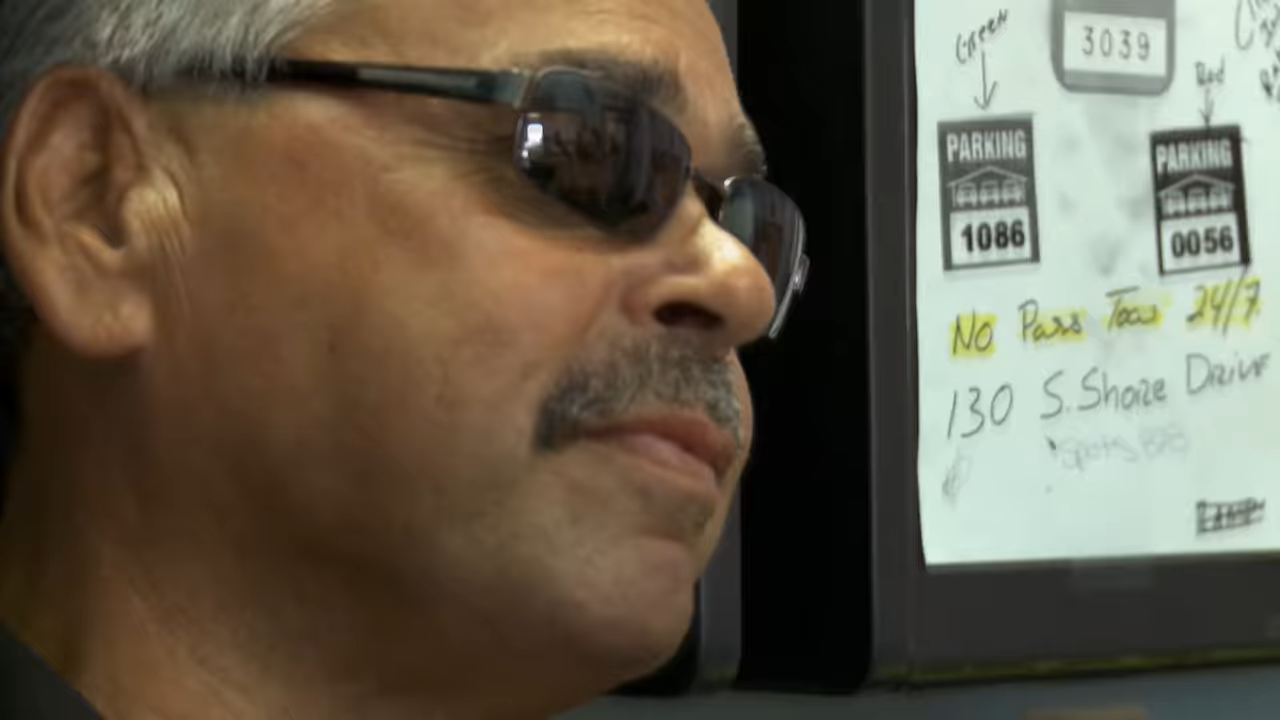 3039
Green
Red
PARKING
1086
PARKING
0056
No Pass Tow 24/7
130 S. Shore Drive